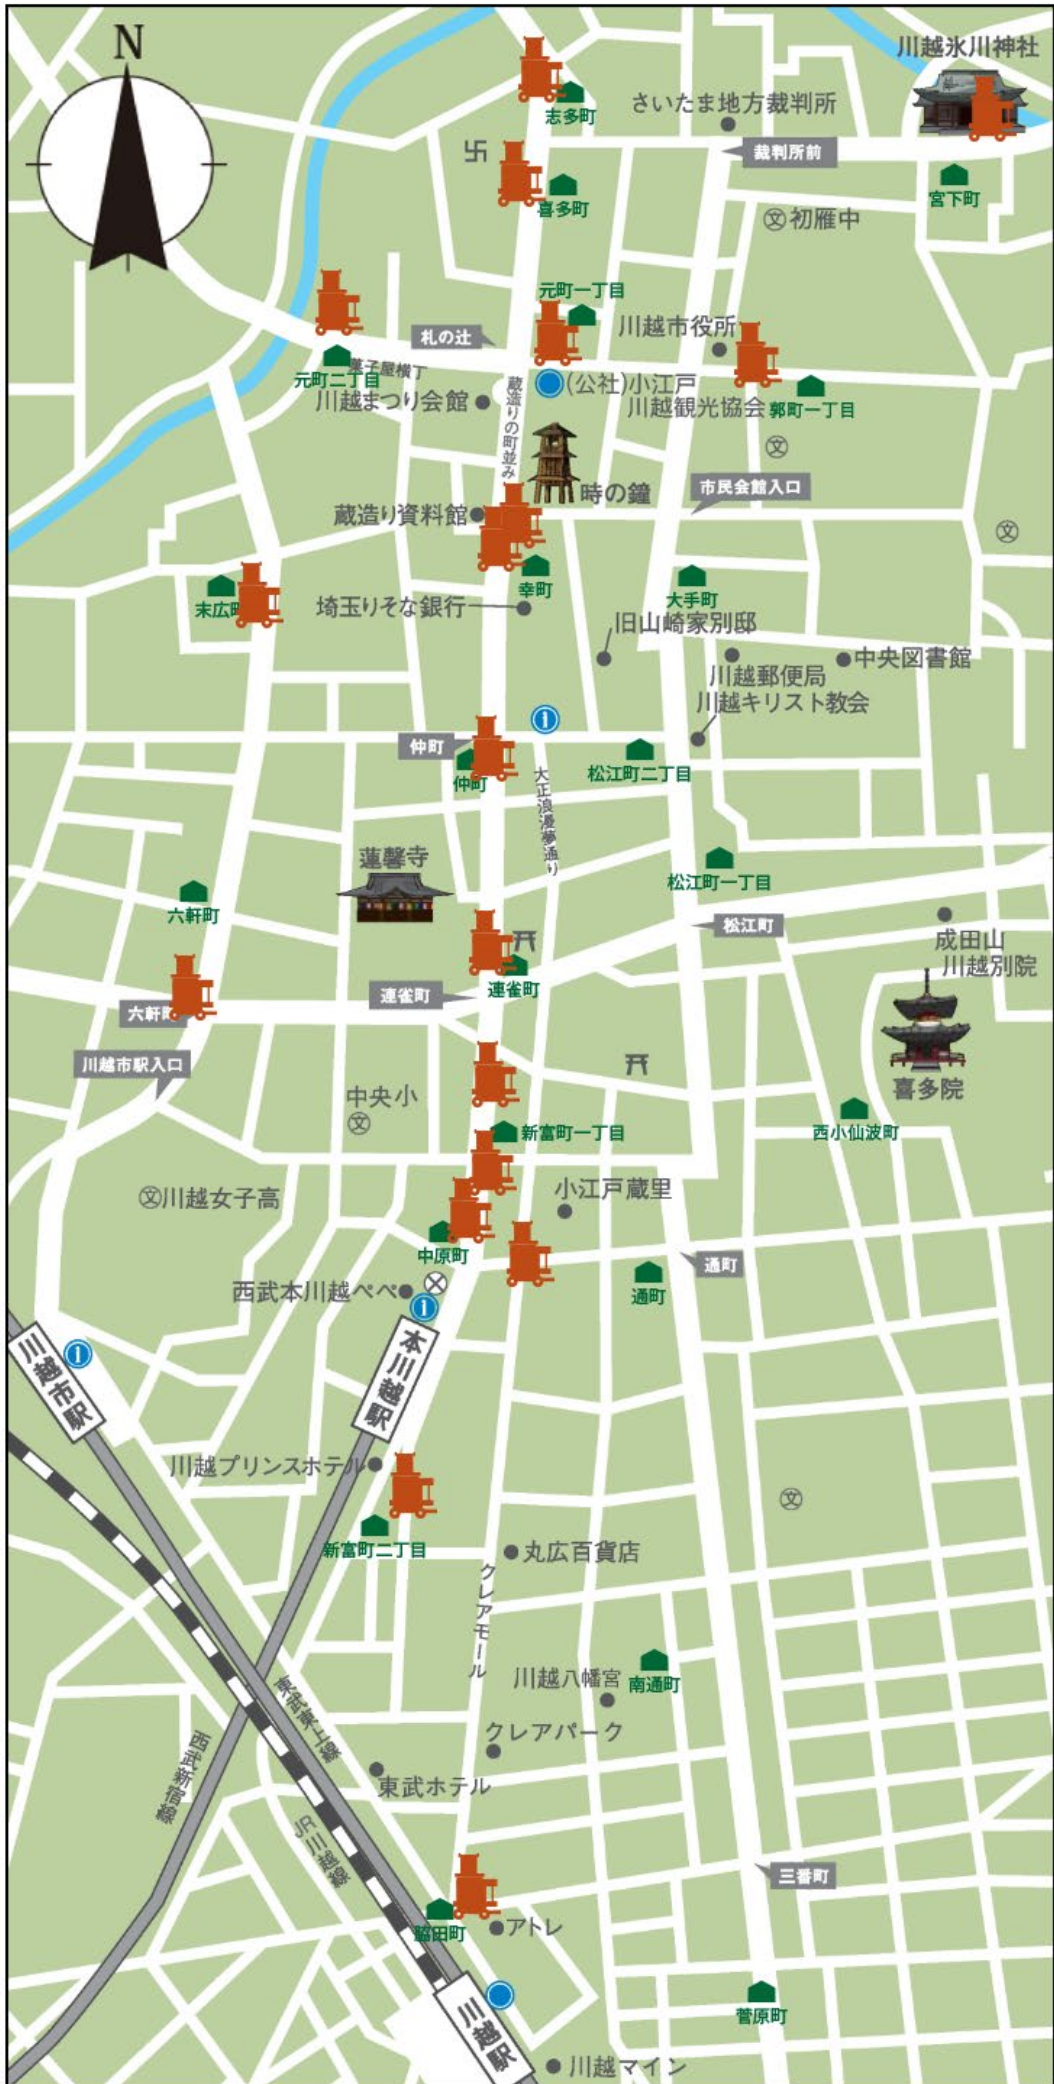 N
川越氷川神社
志多町
さいたま地方裁判所
裁判所前
卐
喜多町
宮下町
文初雁中
元町一丁目
札の辻
川越市役所
菓子屋横丁
元町二丁目
(公社)小江戸
川越観光協会
郭町一丁目
川越まつり会館
蔵造りの町並み
文
時の鐘
市民会館入口
蔵造り資料館
文
幸町
大手町
末広町
埼玉りそな銀行
旧山崎家別邸
川越郵便局
中央図書館
川越キリスト教会
i
仲町
仲町
松江町二丁目
大正浪漫夢通り
蓮馨寺
松江町一丁目
六軒町
松江町
成田山
川越別院
連雀町
連雀町
六軒町
川越市駅入口
喜多院
中央小
文
西小仙波町
新富町一丁目
文川越女子高
小江戸蔵里
中原町
通町
通町
西武本川越ペペ
i
本川越駅
i
川越市駅
川越プリンスホテル
文
新富町二丁目
丸広百貨店
クレアモール
川越八幡宮
南通町
東武東上線
クレアパーク
西武新宿線
東武ホテル
JR川越線
三番町
脇田町
アトレ
菅原町
川越駅
川越マイン